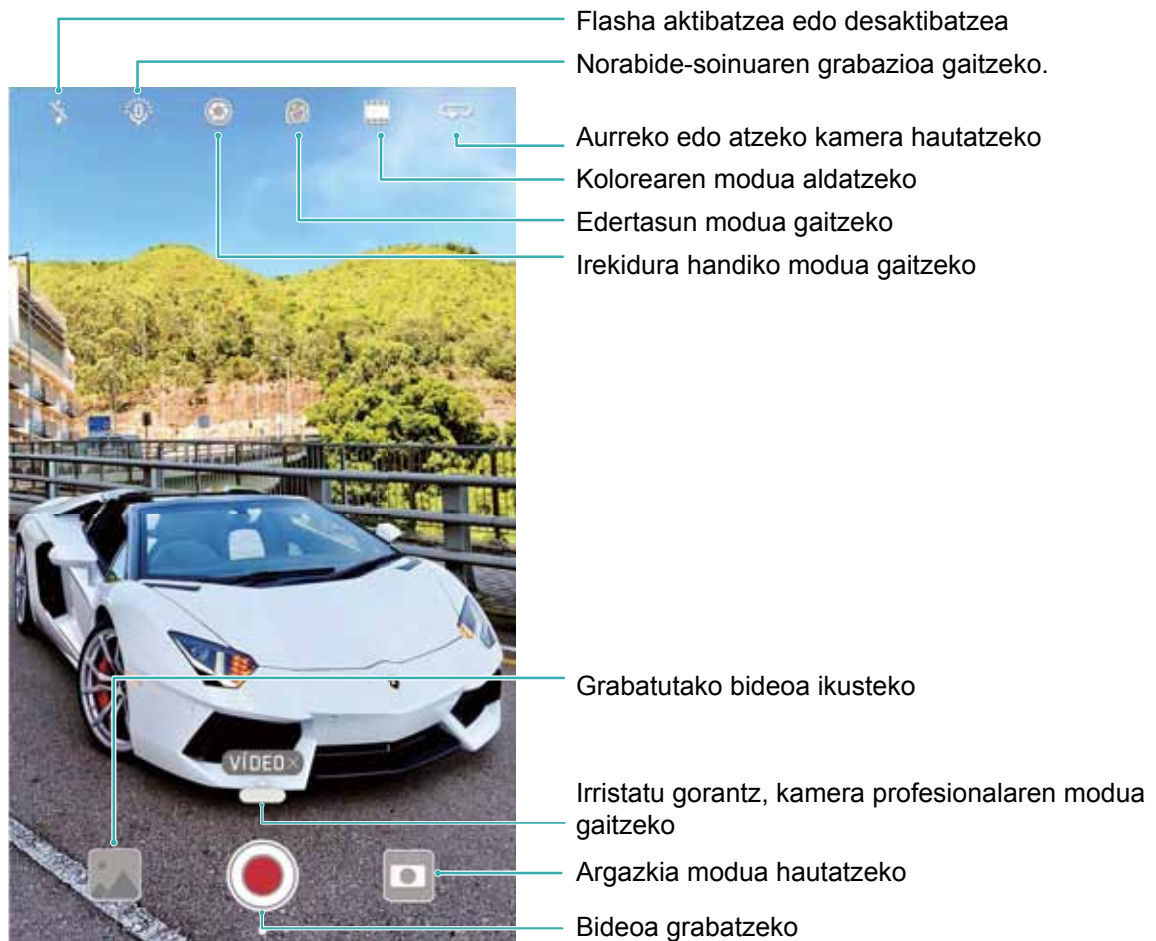 Flasha aktibatzea edo desaktibatzea
Norabide-soinuaren grabazioa gaitzeko.
Aurreko edo atzeko kamera hautatzeko
Kolorearen modua aldatzeko
Edertasun modua gaitzeko
Irekidura handiko modua gaitzeko
Grabatutako bideoa ikusteko
VÍDEO×
Irristatu gorantz, kamera profesionalaren modua
gaitzeko
Argazkia modua hautatzeko
Bideoa grabatzeko